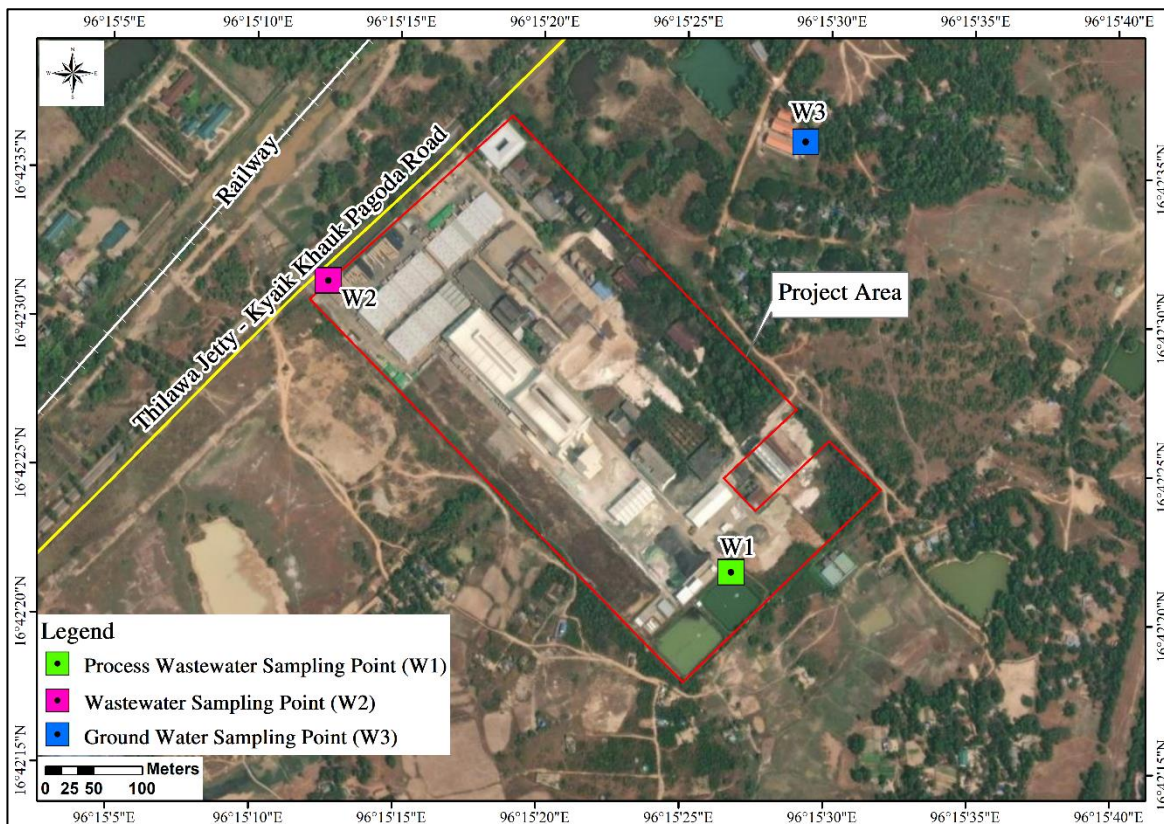 96°15'5"E 96°15'10"E 96°15'15"E 96°15'20"E 96°15'25"E 96°15'30"E 96°15'35"E 96°15'40"E
N
W E
S
W3
16°42'35"N
16°42'35"N
Railway
Thilawa Jetty - Kyaik Khauk Pagoda Road
W2
Project Area
16°42'30"N
16°42'30"N
16°42'25"N
16°42'25"N
W1
16°42'20"N
16°42'20"N
Legend
Process Wastewater Sampling Point (W1)
Wastewater Sampling Point (W2)
Ground Water Sampling Point (W3)
16°42'15"N
16°42'15"N
Meters
0 25 50 100
96°15'5"E 96°15'10"E 96°15'15"E 96°15'20"E 96°15'25"E 96°15'30"E 96°15'35"E 96°15'40"E